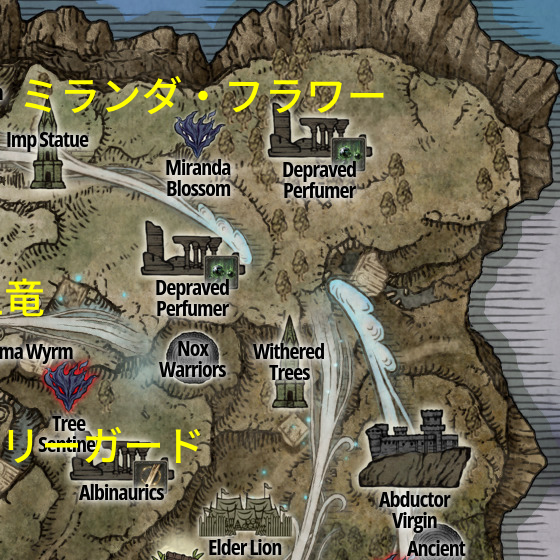 ミランダ・フラワー
Imp Statue
Miranda
Blossom
Depraved
Perfumer
竜
Depraved
Perfumer
ma Wyrm
Nox
Warriors
Withered
Trees
Tree
Sentinel
リーガード
Albinaurics
Abductor
Virgin
Elder Lion
Ancient